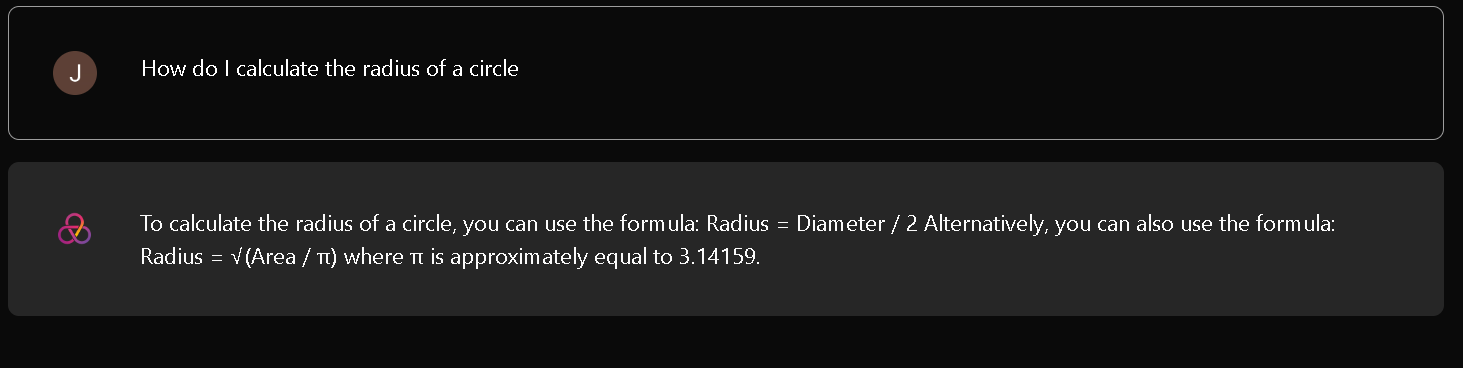 J
How do I calculate the radius of a circle
To calculate the radius of a circle, you can use the formula: Radius = Diameter / 2 Alternatively, you can also use the formula:
Radius = √(Area / π) where π is approximately equal to 3.14159.